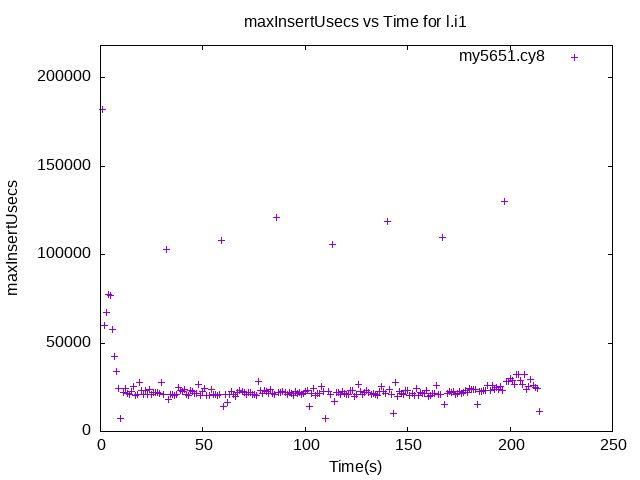 maxInsertUsecs vs Time for l.i1
my5651.cy8
200000
150000
100000
50000
0
maxInsertUsecs
0 50 100 150 200 250
Time(s)